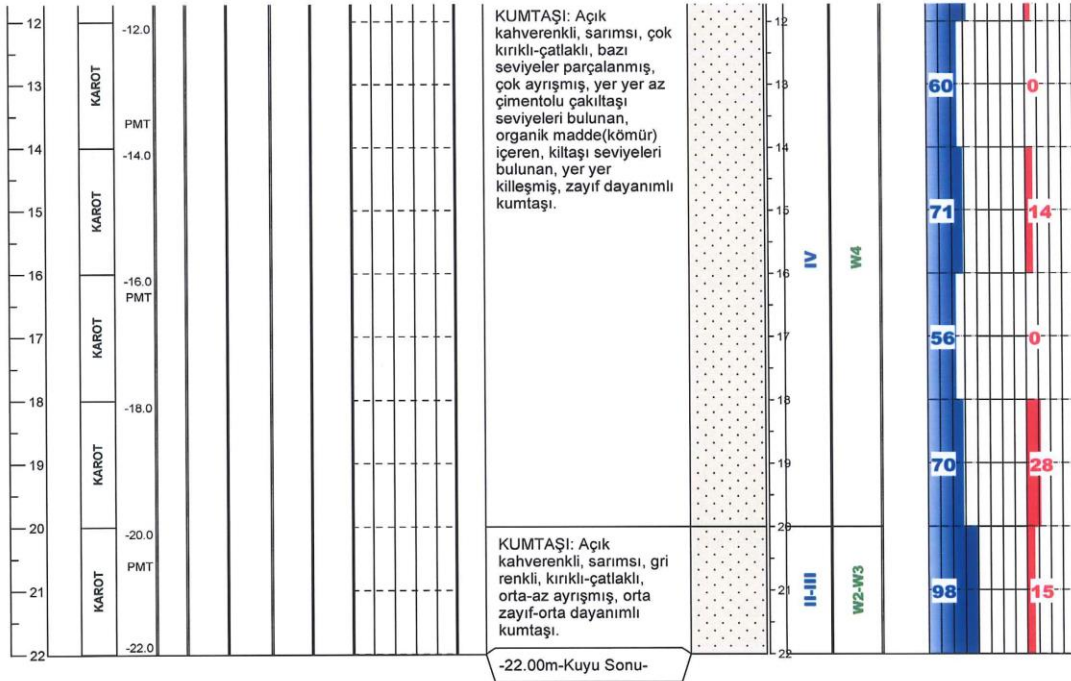 12
13
14
15
16
17
18
19
20
21
22
KAROT
KAROT
KAROT
KAROT
KAROT
-12.0
PMT
-14.0
-16.0
PMT
-18.0
-20.0
PMT
-22.0
KUMTAŞI: Açık
kahverenkli, sarımsı, çok
kırıklı-çatlaklı, bazı
seviyeler parçalanmış,
çok ayrışmış, yer yer az
çimentolu çakıltaşı
seviyeleri bulunan,
organik madde(kömür)
içeren, kiltaşı seviyeleri
bulunan, yer yer
killeşmiş, zayıf dayanımlı
kumtaşı.
KUMTAŞI: Açık
kahverenkli, sarımsı, gri
renkli, kırıklı-çatlaklı,
orta-az ayrışmış, orta
zayıf-orta dayanımlı
kumtaşı.
-22.00m-Kuyu Sonu-
12
13
14
15
16
17
18
19
20
21
22
IV
II-III
W4
W2-W3
60
71
56
70
98
0
14
0
28
15